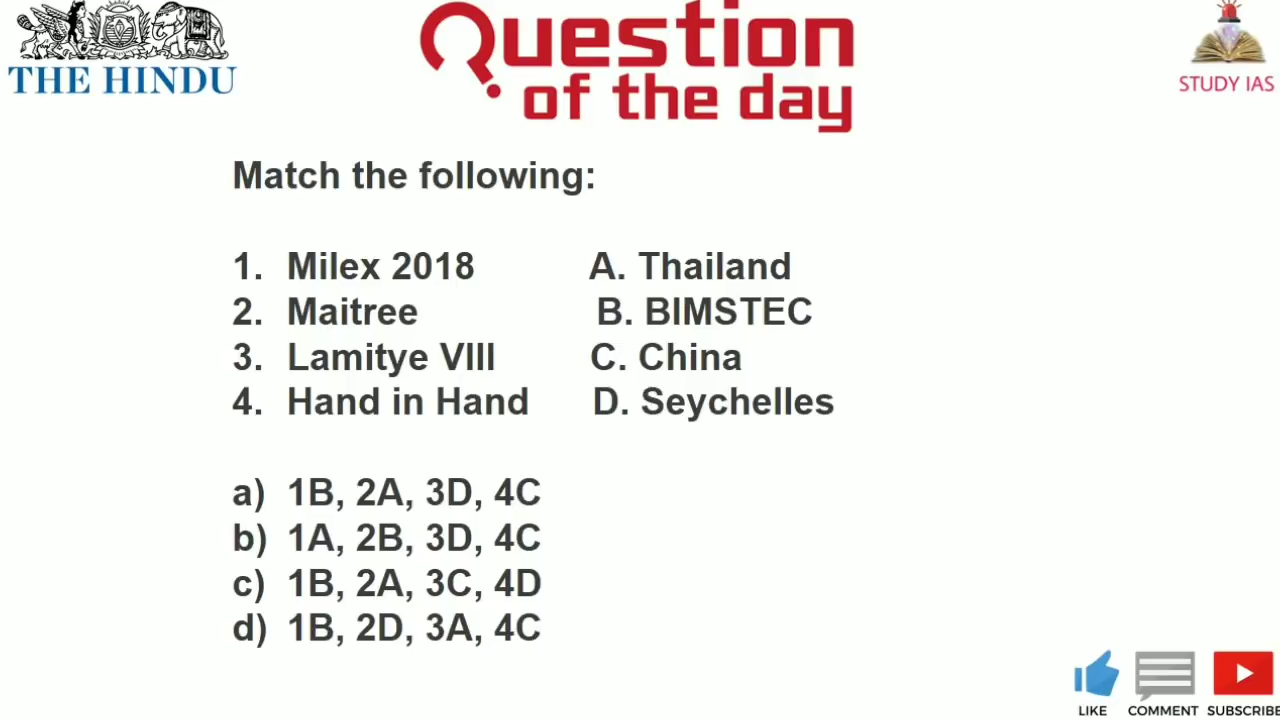 THE HINDU
Question
of the day
STUDY IAS
Match the following:
1. Milex 2018 A. Thailand
2. Maitree B. BIMSTEC
3. Lamitye VIII C. China
4. Hand in Hand D. Seychelles
a) 1B, 2A, 3D, 4C
b) 1A, 2B, 3D, 4C
c) 1B, 2A, 3C, 4D
d) 1B, 2D, 3A, 4C
LIKE COMMENT SUBSCRIBE